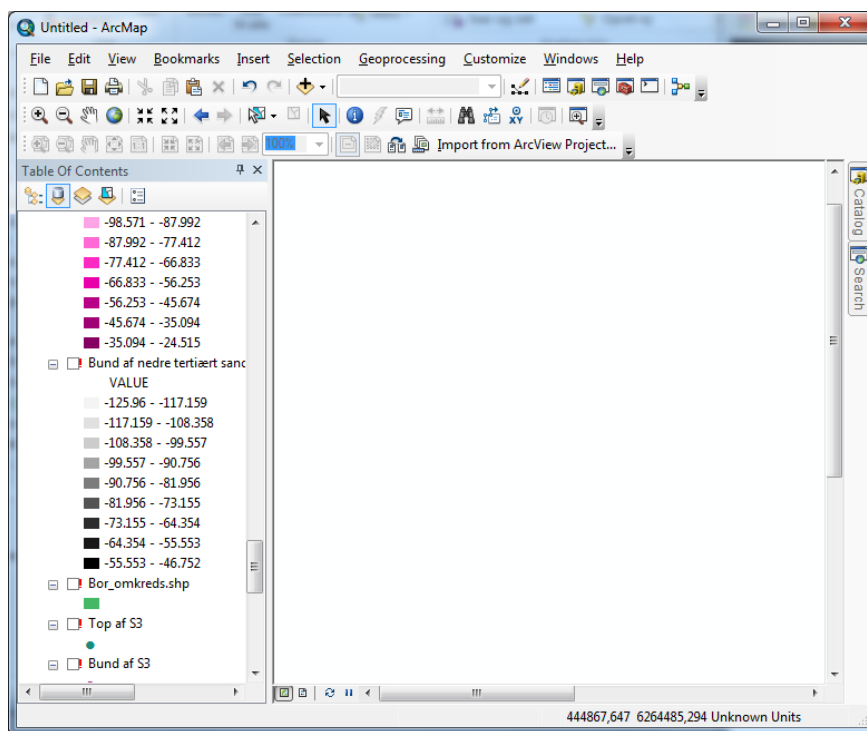 Untitled - ArcMap
File Edit View Bookmarks Insert Selection Geoprocessing Customize Windows Help
100% Import from ArcView Project...
Table Of Contents
-98.571 - -87.992
-87.992 - -77.412
-77.412 - -66.833
-66.833 - -56.253
-56.253 - -45.674
-45.674 - -35.094
-35.094 - -24.515
Bund af nedre tertiært sand
VALUE
-125.96 - -117.159
-117.159 - -108.358
-108.358 - -99.557
-99.557 - -90.756
-90.756 - -81.956
-81.956 - -73.155
-73.155 - -64.354
-64.354 - -55.553
-55.553 - -46.752
Bor_omkreds.shp
Top af S3
Bund af S3
Catalog
Search
444867,647 6264485,294 Unknown Units